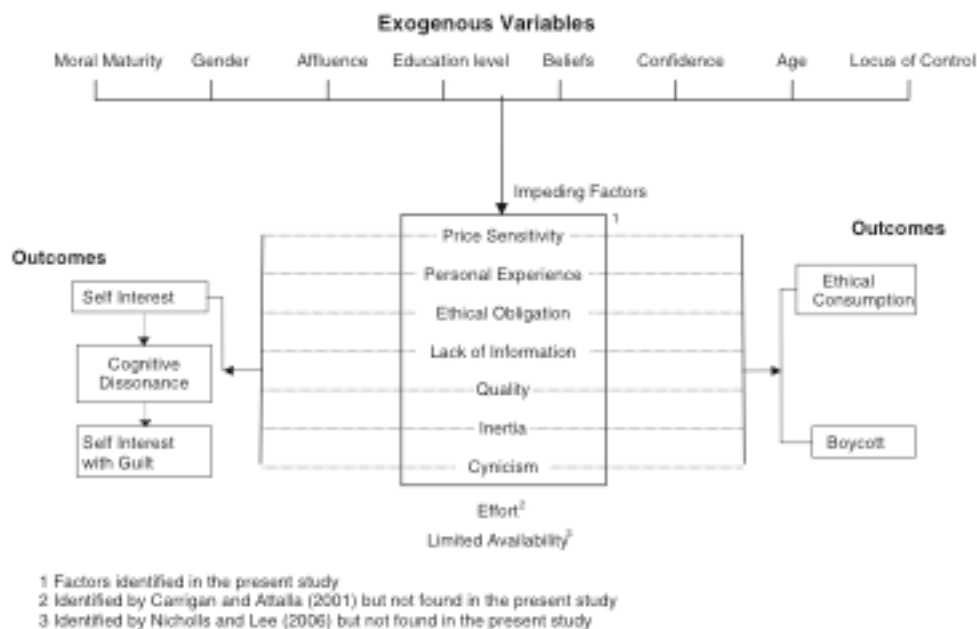 Exogenous Variables
Moral Maturity Gender Affluence Education level Beliefs Confidence Age Locus of Control
Impeding Factors
1
Price Sensitivity
Personal Experience
Ethical Obligation
Lack of Information
Quality
Inertia
Cynicism
Effort2
Limited Availability3
Outcomes
Self Interest
Cognitive
Dissonance
Self Interest
with Guilt
Outcomes
Ethical
Consumption
Boycott
1 Factors identified in the present study
2 Identified by Carrigan and Attalla (2001) but not found in the present study
3 Identified by Nicholls and Lee (2006) but not found in the present study